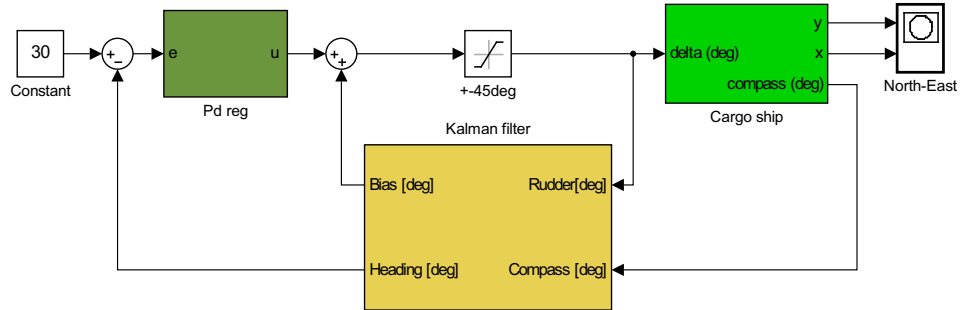 30
Constant
+
−
e
u
Pd reg
+
+
+-45deg
delta (deg)
y
x
compass (deg)
Cargo ship
North-East
Kalman filter
Bias [deg]
Rudder[deg]
Heading [deg]
Compass [deg]